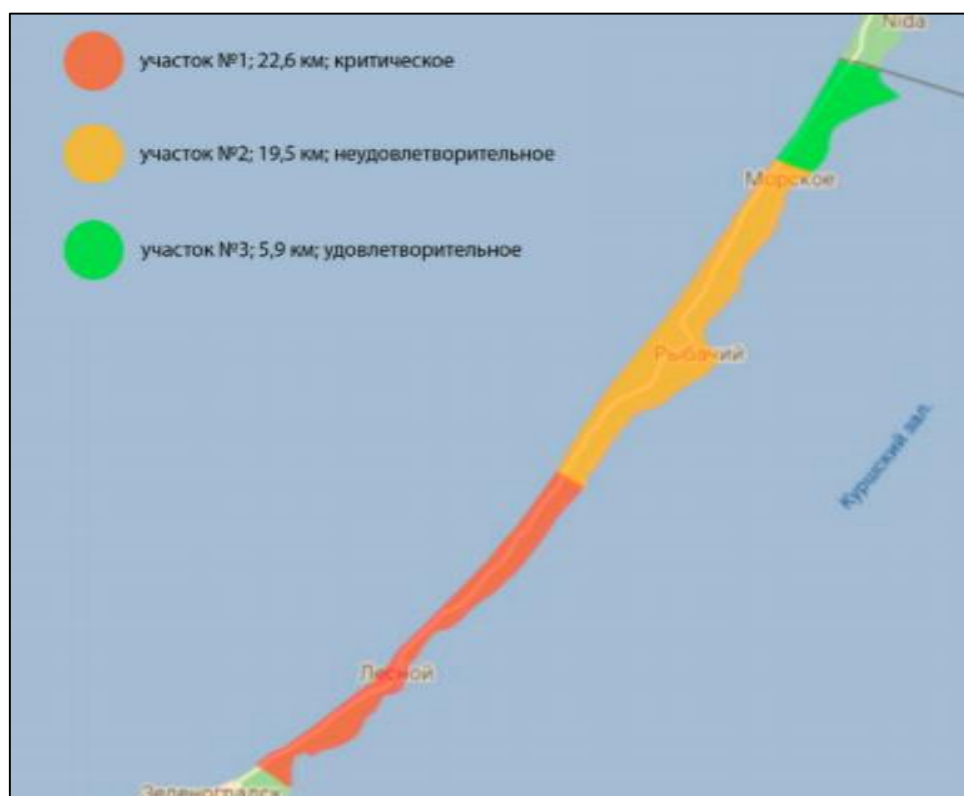 Nida
участок №1; 22,6 км; критическое
участок №2; 19,5 км; неудовлетворительное
Морское
участок №3; 5,9 км; удовлетворительное
Рыбачий
Куршский зал.
Лесной
Зеленоградск